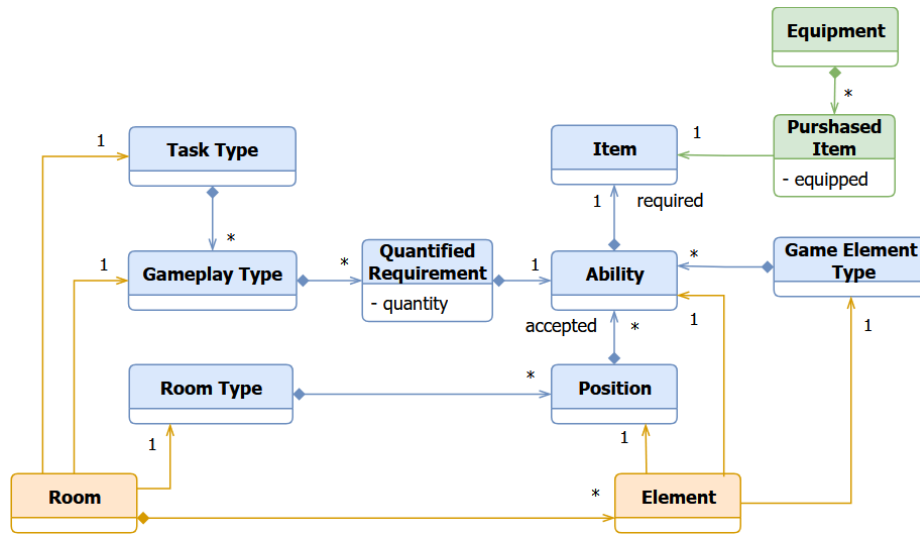 Equipment
*
1
Task Type
Item
1
Purshased
Item
- equipped
1
required
*
1
Gameplay Type
*
Quantified
Requirement
- quantity
1
Ability
*
Game Element
Type
accepted
*
1
1
Room Type
*
Position
1
1
Room
*
Element